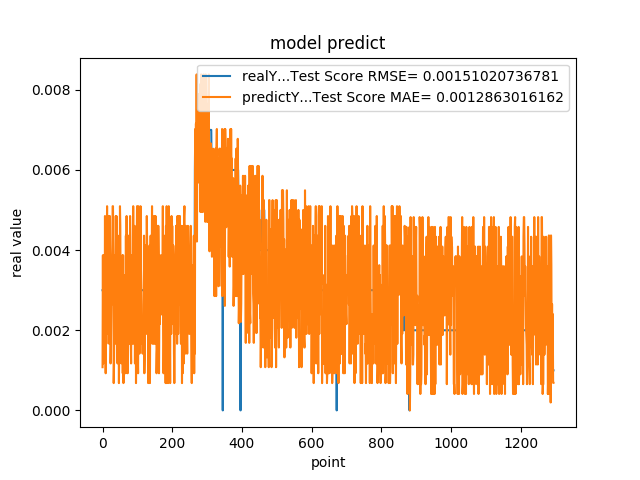 model predict
realY...Test Score RMSE= 0.00151020736781
predictY...Test Score MAE= 0.0012863016162
0.008
0.006
0.004
0.002
0.000
real value
0 200 400 600 800 1000 1200
point